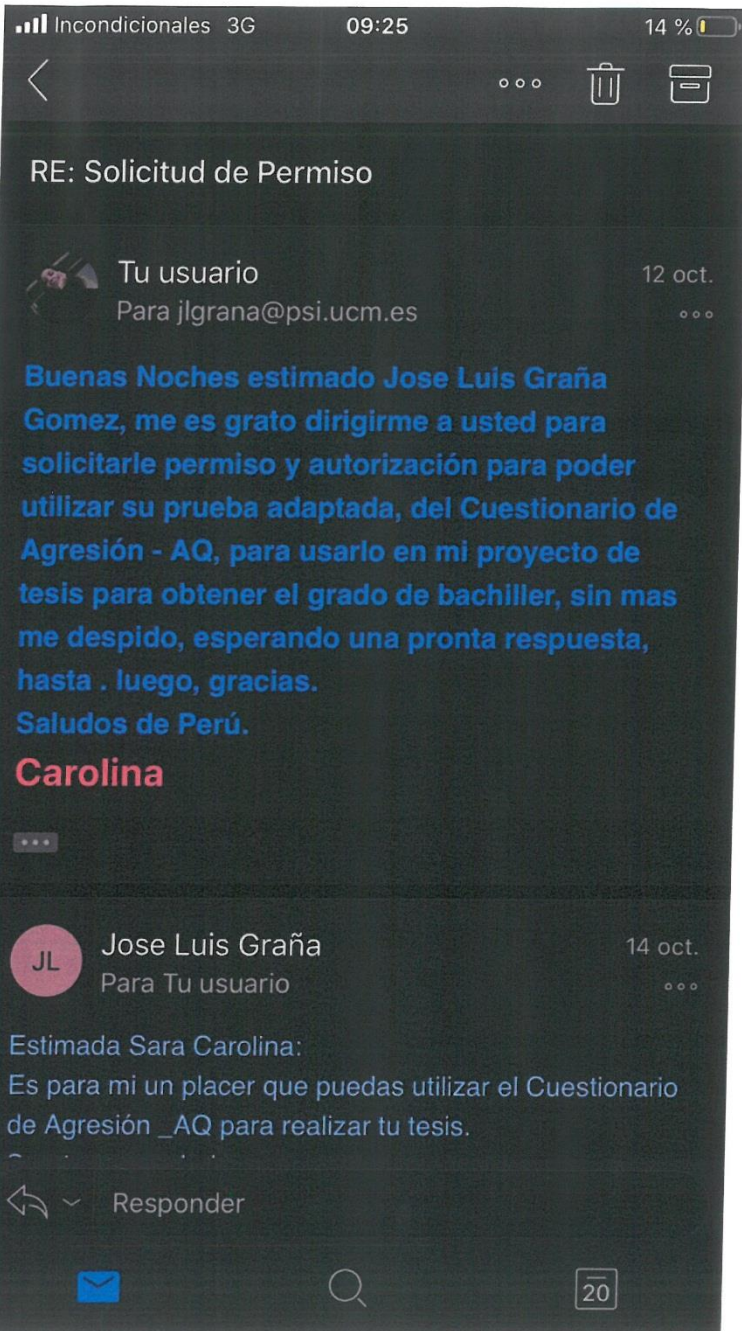 Incondicionales 3G 09:25 14 %
RE: Solicitud de Permiso
Tu usuario 12 oct.
Para jlgrana@psi.ucm.es
Buenas Noches estimado Jose Luis Graña
Gomez, me es grato dirigirme a usted para
solicitarle permiso y autorización para poder
utilizar su prueba adaptada, del Cuestionario de
Agresión - AQ, para usarlo en mi proyecto de
tesis para obtener el grado de bachiller, sin mas
me despido, esperando una pronta respuesta,
hasta . luego, gracias.
Saludos de Perú.
Carolina
JL
Jose Luis Graña 14 oct.
Para Tu usuario
Estimada Sara Carolina:
Es para mi un placer que puedas utilizar el Cuestionario
de Agresión _AQ para realizar tu tesis.
Responder
20